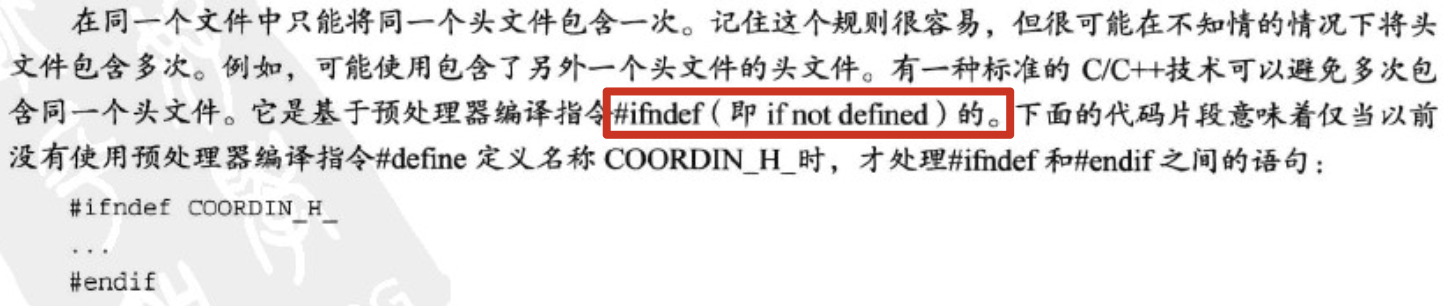 在同一个文件中只能将同一个头文件包含一次。记住这个规则很容易，但很可能在不知情的情况下将头
文件包含多次。例如，可能使用包含了另外一个头文件的头文件。有一种标准的 C/C++技术可以避免多次包
含同一个头文件。它是基于预处理器编译指令#ifndef（即 if not defined）的。下面的代码片段意味着仅当以前
没有使用预处理器编译指令#define 定义名称 COORDIN_H_时，才处理#ifndef 和#endif 之间的语句：
#ifndef COORDIN_H_
...
#endif